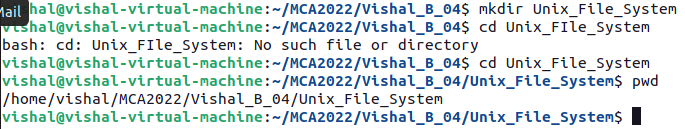 Mail
vishal@vishal-virtual-machine:~/MCA2022/Vishal_B_04$ mkdir Unix_File_System
vishal@vishal-virtual-machine:~/MCA2022/Vishal_B_04$ cd Unix_FIle_System
bash: cd: Unix_FIle_System: No such file or directory
vishal@vishal-virtual-machine:~/MCA2022/Vishal_B_04$ cd Unix_File_System
vishal@vishal-virtual-machine:~/MCA2022/Vishal_B_04/Unix_File_System$ pwd
/home/vishal/MCA2022/Vishal_B_04/Unix_File_System
vishal@vishal-virtual-machine:~/MCA2022/Vishal_B_04/Unix_File_System$